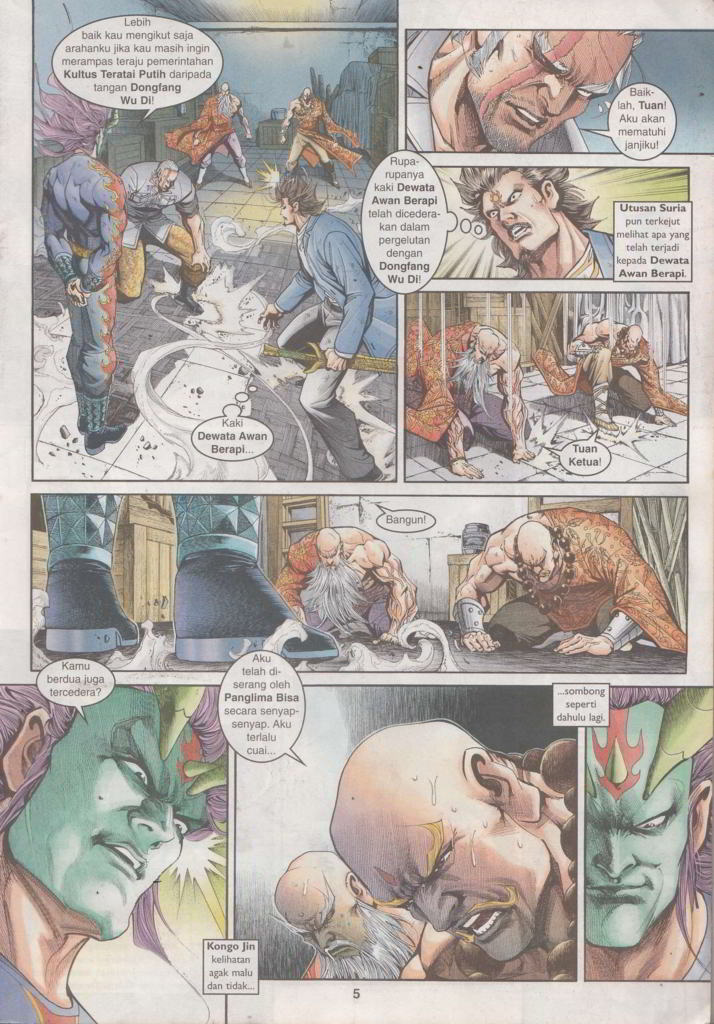 Lebih
baik kau mengikut saja
arahanku jika kau masih ingin
merampas teraju pemerintahan
Kultus Teratai Putih daripada
tangan Dongfang
Wu Di!
Kaki
Dewata Awan
Berapi...
Baik-
lah, Tuan!
Aku akan
mematuhi
janjiku!
Rupa-
rupanya
kaki Dewata
Awan Berapi
telah dicedera-
kan dalam
pergelutan
dengan
Dongfang
Wu Di!
Utusan Suria
pun terkejut
melihat apa yang
telah terjadi
kepada Dewata
Awan Berapi.
Tuan
Ketua!
Bangun!
Kamu
berdua juga
tercedera?
Aku
telah di-
serang oleh
Panglima Bisa
secara senyap-
senyap. Aku
terlalu
cuai...
Kongo Jin
kelihatan
agak malu
dan tidak...
...sombong
seperti
dahulu lagi.
5